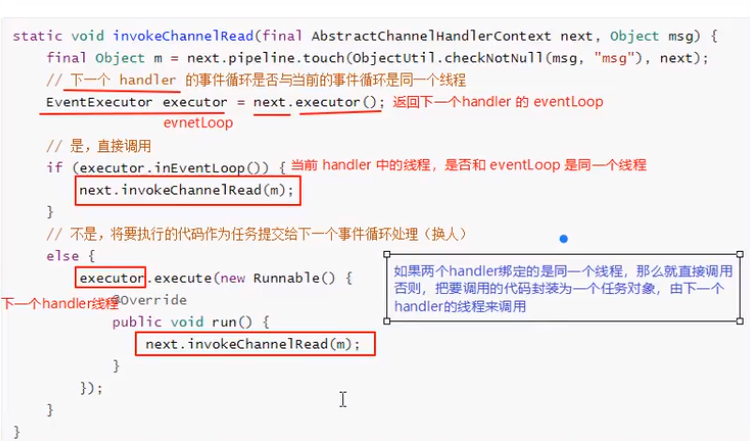 static void invokeChannelRead(final AbstractChannelHandlerContext next, Object msg) {
final Object m = next.pipeline.touch(ObjectUtil.checkNotNull(msg, "msg"), next);
// 下一个 handler 的事件循环是否与当前的事件循环是同一个线程
EventExecutor executor = next.executor(); 返回下一个handler 的 eventLoop
evnetLoop
// 是，直接调用
if (executor.inEventLoop()) { 当前 handler 中的线程，是否和 eventLoop 是同一个线程
next.invokeChannelRead(m);
}
// 不是，将要执行的代码作为任务提交给下一个事件循环处理（换人）
else {
executor.execute(new Runnable() {
下一个handler线程
@Override
public void run() {
next.invokeChannelRead(m);
}
});
}
}
如果两个handler绑定的是同一个线程，那么就直接调用
否则，把要调用的代码封装为一个任务对象，由下一个
handler的线程来调用